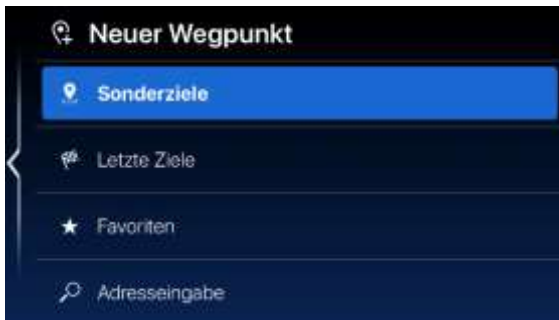 Neuer Wegpunkt
Sonderziele
Letzte Ziele
Favoriten
Adresseingabe